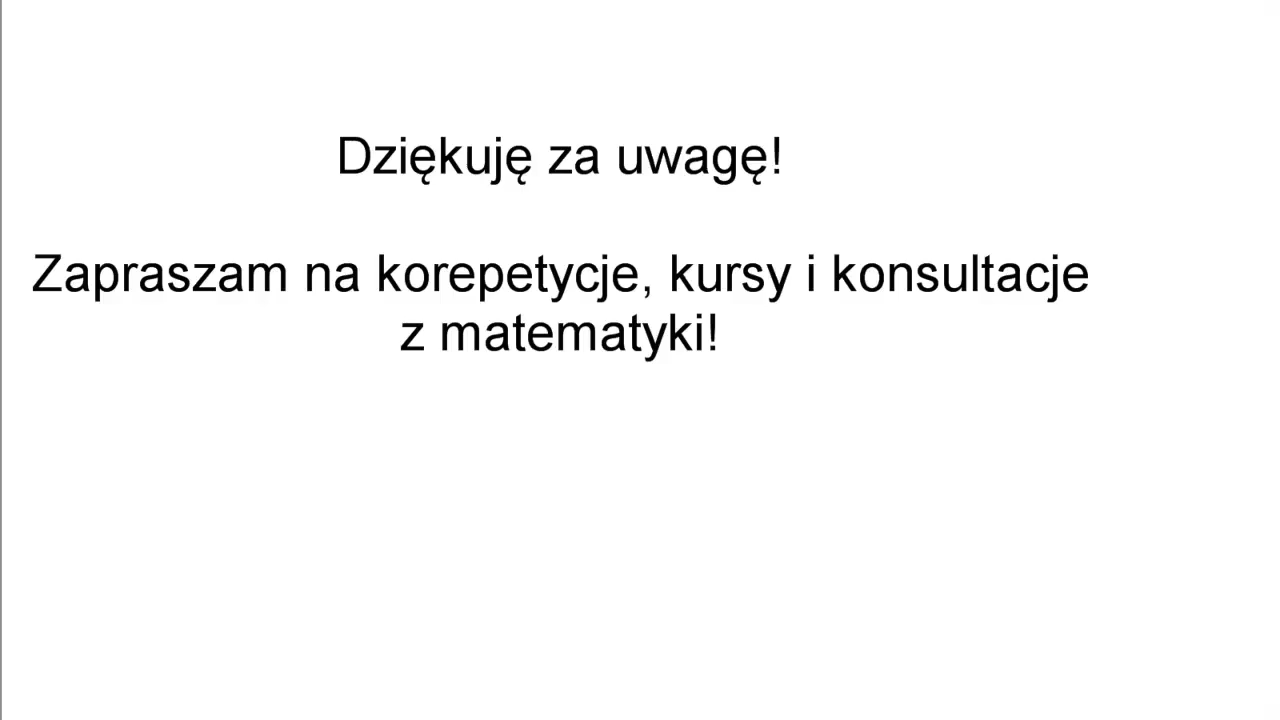 Dziękuję za uwagę!
Zapraszam na korepetycje, kursy i konsultacje
z matematyki!